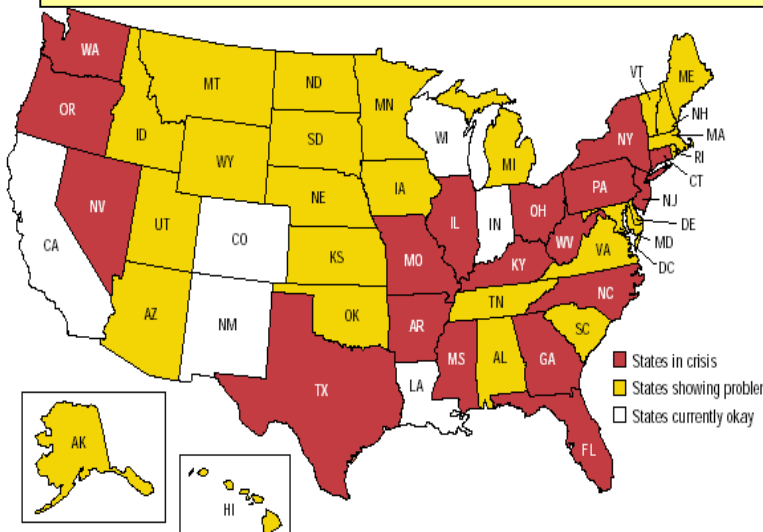 WA
MT
ND
MN
VT
ME
OR
ID
SD
WI
NH
NY
MA
WY
MI
RI
CT
IA
PA
NE
NV
NJ
UT
IL
IN
OH
DE
CA
CO
WV
MD
VA
KS
MO
KY
DC
NC
TN
AZ
OK
NM
AR
SC
MS
AL
GA
States in crisis
TX
LA
States showing problem
States currently okay
AK
FL
HI